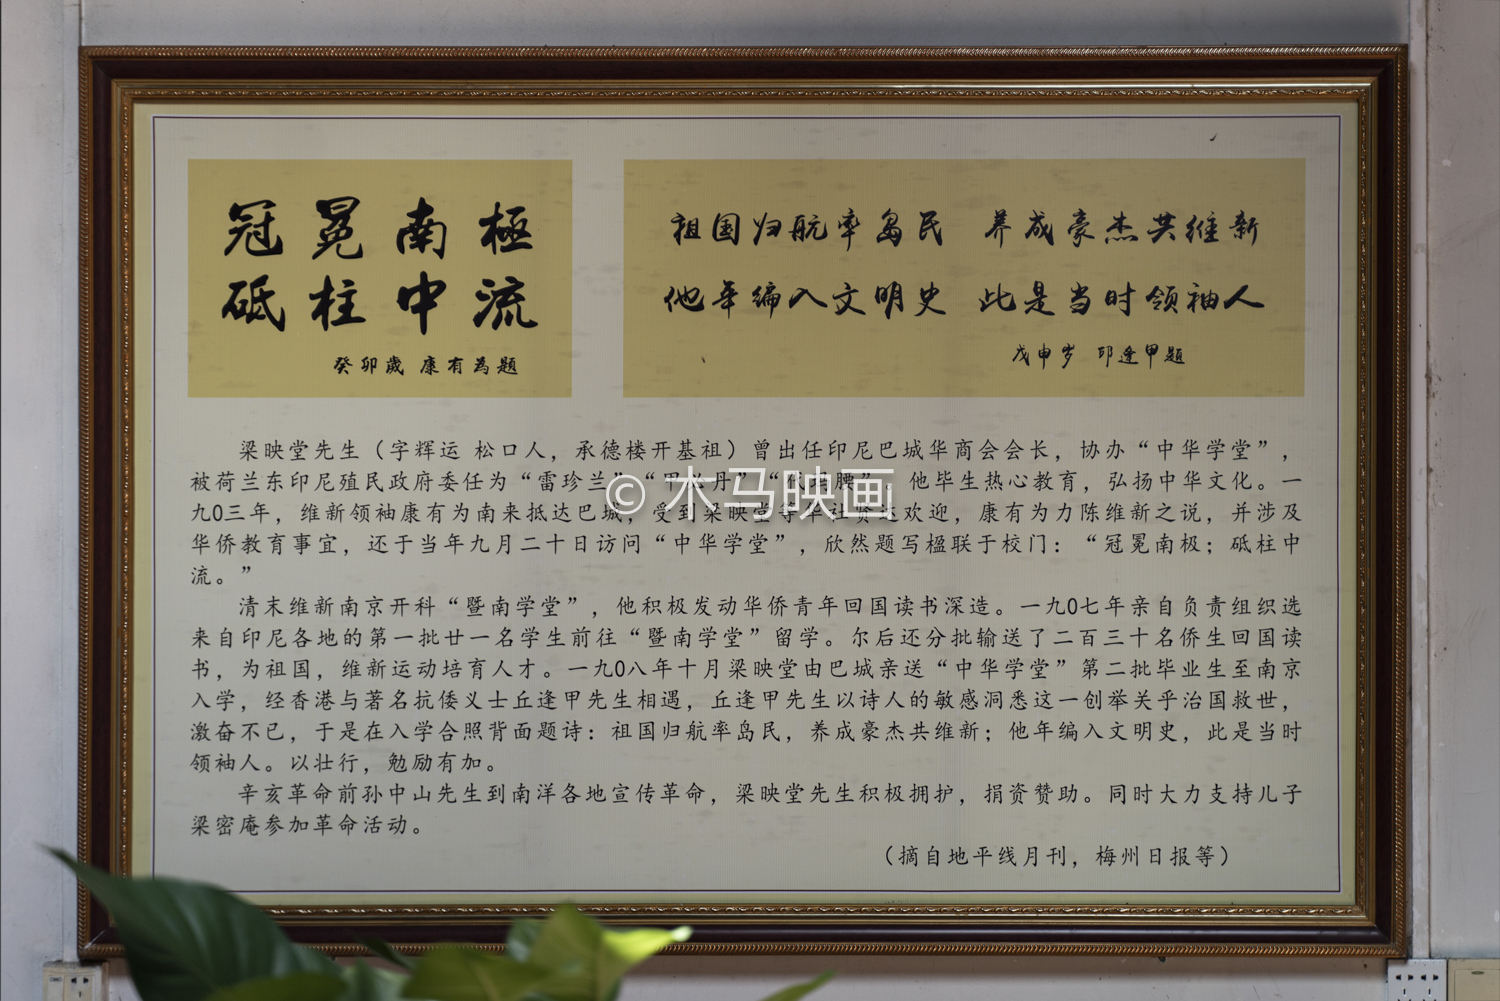 冠冕南極
砥柱中流
癸卯歲 康有為題
祖国归航率岛民 养成豪杰共维新
他年编入文明史 此是当时领袖人
戊申岁 邱逢甲题
梁映堂先生（字辉运 松口人，承德楼开基祖）曾出任印尼巴城华商会会长，协办“中华学堂”，
被荷兰东印尼殖民政府委任为“雷珍兰”“甲必丹”“ 腰”，他毕生热心教育，弘扬中华文化。一
九0三年，维新领袖康有为南来抵达巴城，受到梁映堂等 社贤达欢迎，康有为力陈维新之说，并涉及
华侨教育事宜，还于当年九月二十日访问“中华学堂”，欣然题写楹联于校门：“冠冕南极；砥柱中
流。”
清末维新南京开科“暨南学堂”，他积极发动华侨青年回国读书深造。一九0七年亲自负责组织选
来自印尼各地的第一批廿一名学生前往“暨南学堂”留学。尔后还分批输送了二百三十名侨生回国读
书，为祖国，维新运动培育人才。一九0八年十月梁映堂由巴城亲送“中华学堂”第二批毕业生至南京
入学，经香港与著名抗倭义士丘逢甲先生相遇，丘逢甲先生以诗人的敏感洞悉这一创举关乎治国救世，
激奋不已，于是在入学合照背面题诗：祖国归航率岛民，养成豪杰共维新；他年编入文明史，此是当时
领袖人。以壮行，勉励有加。
辛亥革命前孙中山先生到南洋各地宣传革命，梁映堂先生积极拥护，捐资赞助。同时大力支持儿子
梁密庵参加革命活动。
（摘自地平线月刊，梅州日报等）
© 木马映画